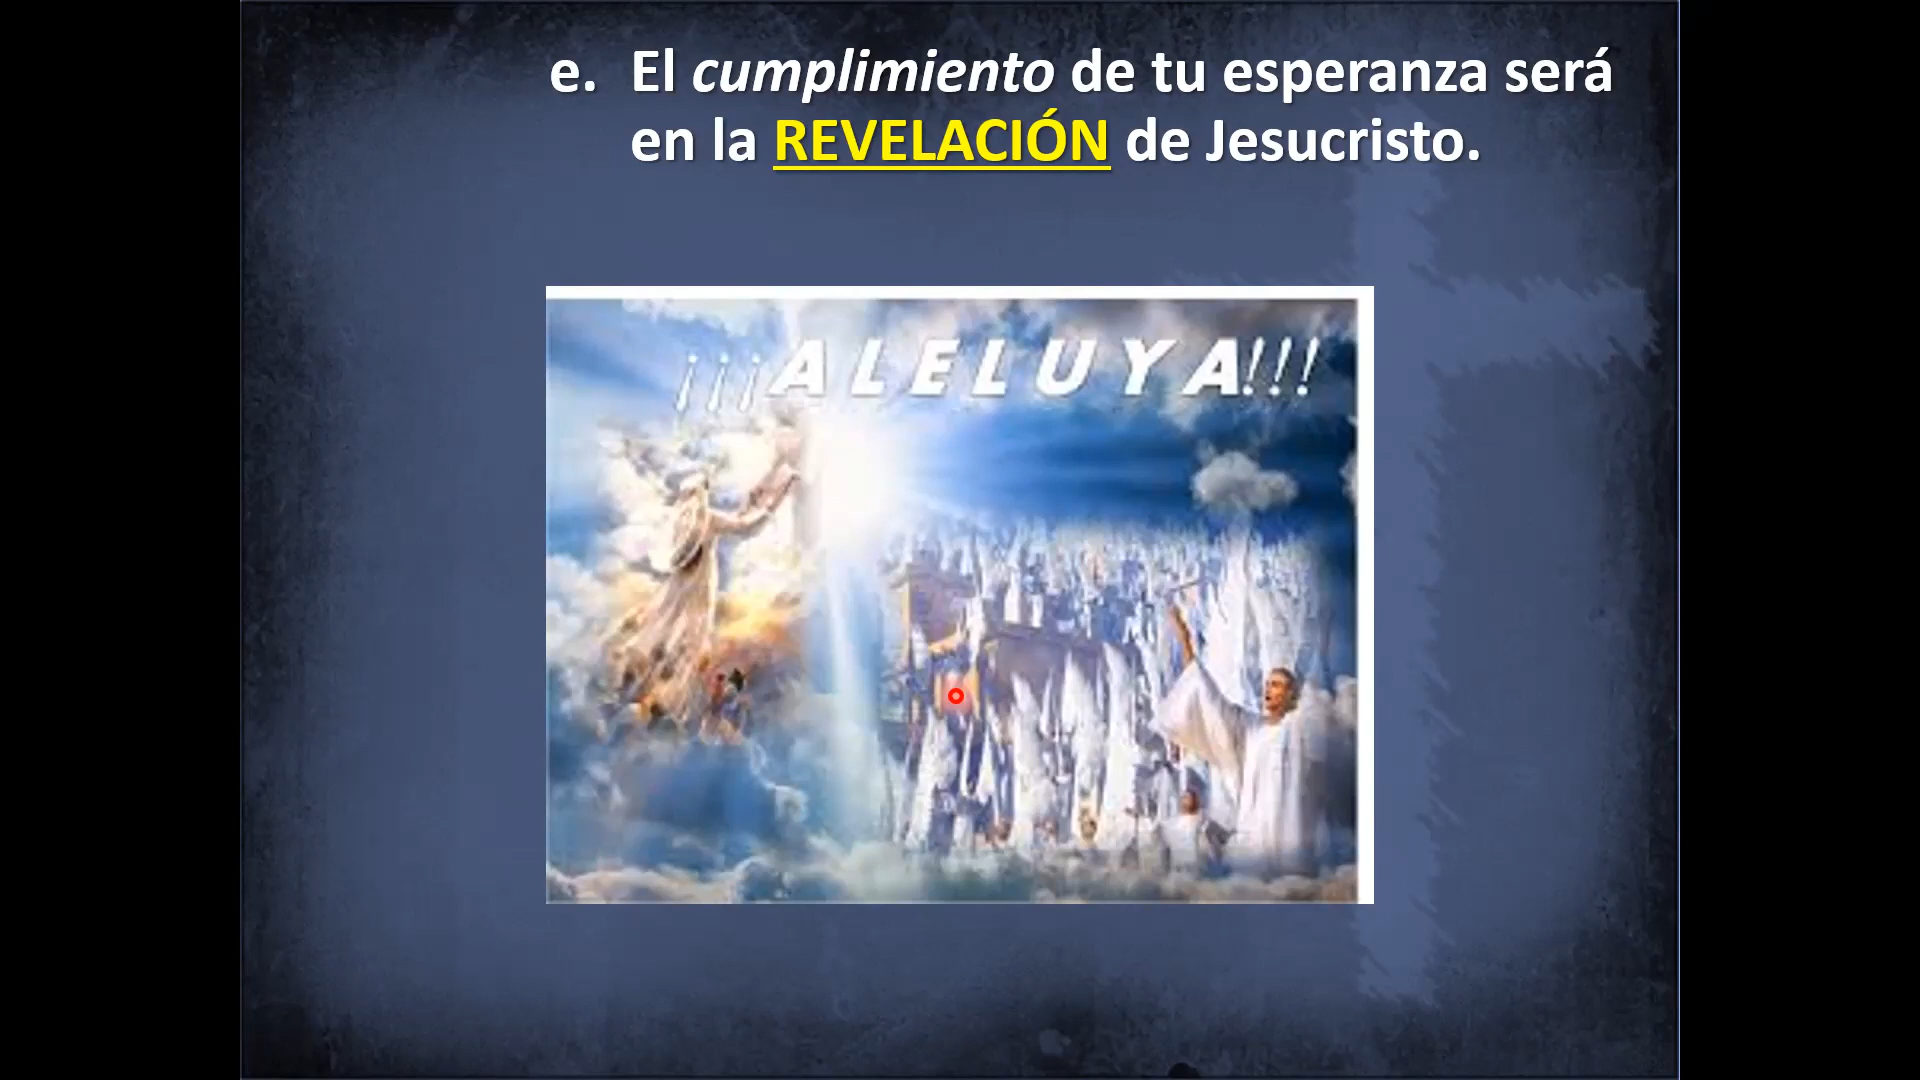 e. El cumplimiento de tu esperanza será
en la REVELACIÓN de Jesucristo.
¡¡¡ALELUYA!!!